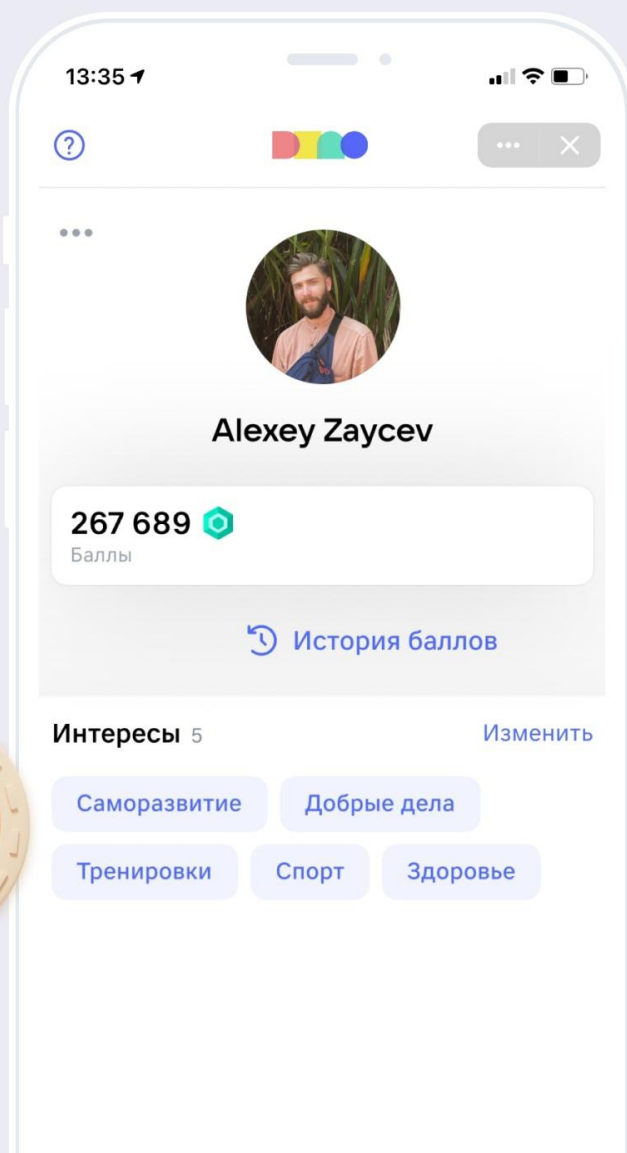 13:35
Alexey Zaycev
267 689
Баллы
История баллов
Интересы 5
Изменить
Саморазвитие Добрые дела
Тренировки Спорт Здоровье